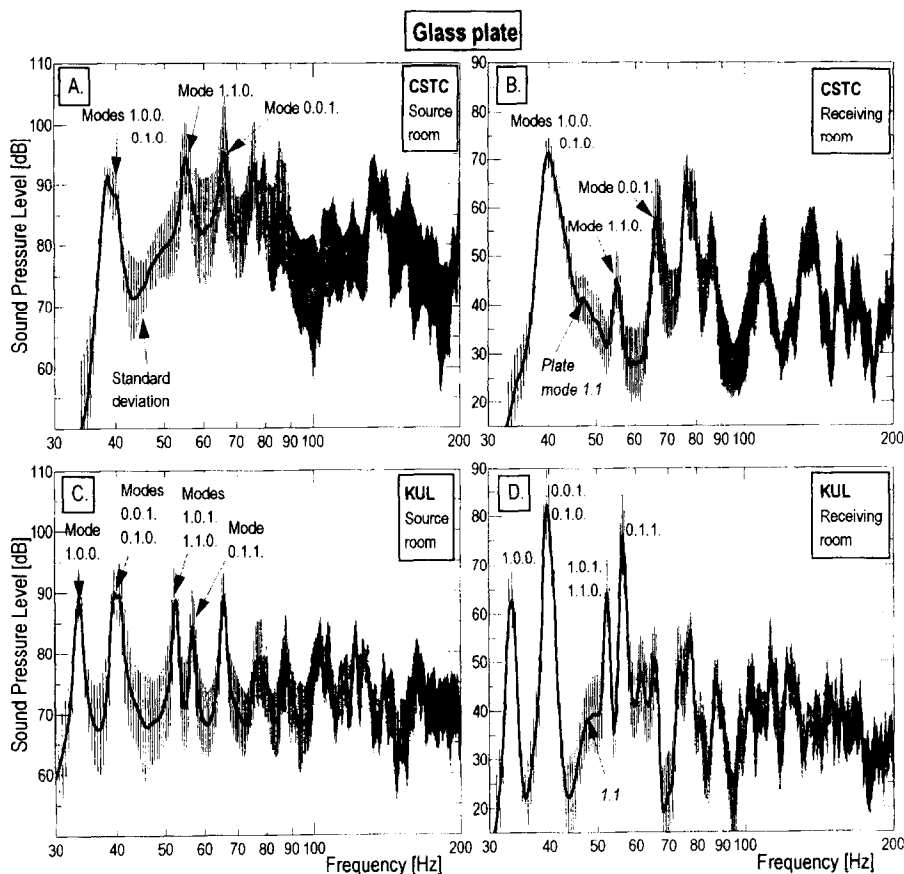 Glass plate
A.
CSTC
Source
room
Mode 1.1.0.
Modes 1.0.0.
0.1.0.
Mode 0.0.1.
Standard
deviation
Sound Pressure Level [dB]
110
100
90
80
70
60
30 40 50 60 70 80 90 100 200
B.
CSTC
Receiving
room
Modes 1.0.0.
0.1.0.
Mode 0.0.1.
Mode 1.1.0.
Plate
mode 1.1
90
80
70
60
50
40
30
20
30 40 50 60 70 80 90 100 200
C.
KUL
Source
room
Mode
1.0.0.
Modes
0.0.1.
0.1.0.
Modes
1.0.1.
1.1.0.
Mode
0.1.1.
Sound Pressure Level [dB]
110
100
90
80
70
60
30 40 50 60 70 80 90 100 200
Frequency [Hz]
D.
KUL
Receiving
room
1.0.0.
0.0.1.
0.1.0.
1.0.1.
1.1.0.
0.1.1.
1.1
90
80
70
60
50
40
30
20
30 40 50 60 70 80 90 100 200
Frequency [Hz]